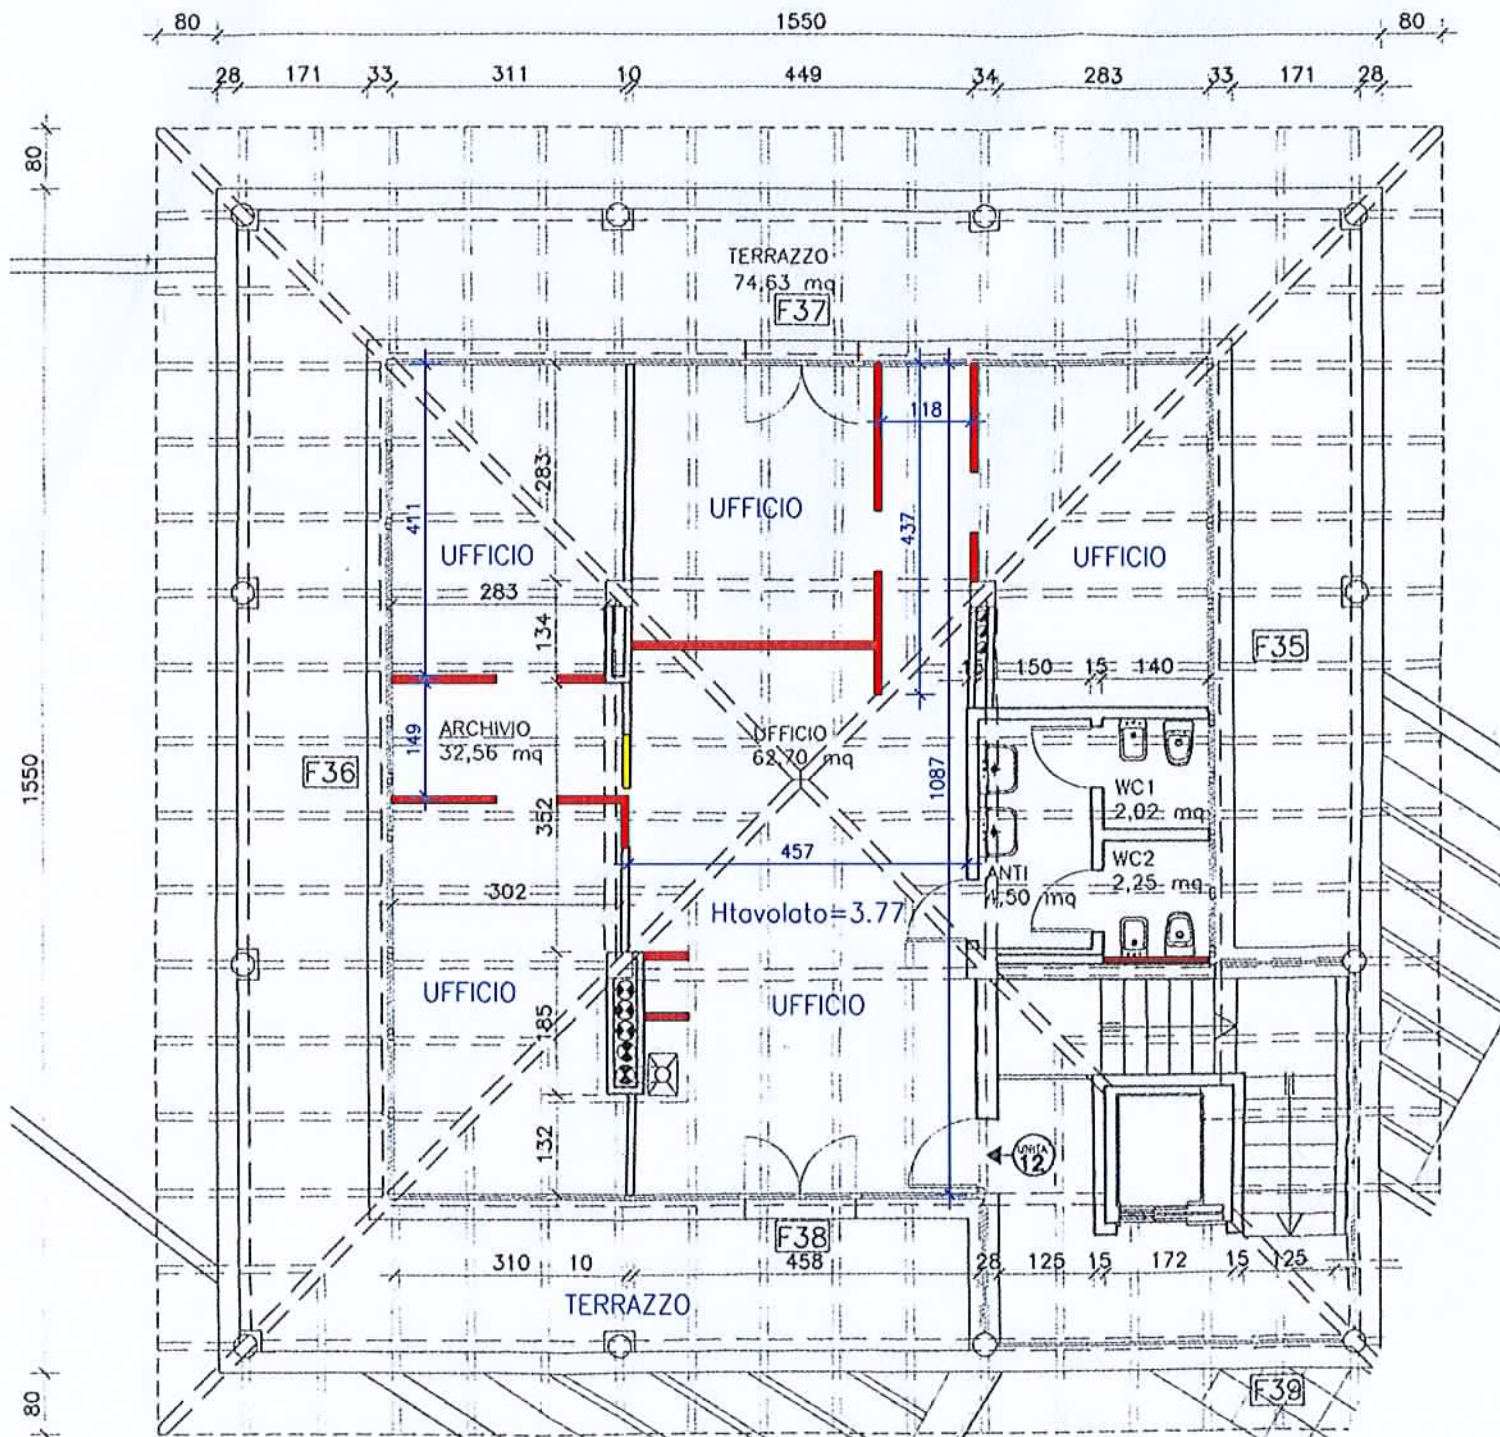 80 1550 80
28 171 33 311 10 449 34 283 33 171 28
80
TERRAZZO
74,63 mq
F37
118
283
411
437
UFFICIO
UFFICIO
UFFICIO
283
134
F35
15 150 15 140
149
ARCHIVIO
32,56 mq
UFFICIO
62,70 mq
F36
1550
1087
WC1
2,02 mq
352
457
WC2
2,25 mq
ANTI
302
Htavolato=3.77
UFFICIO
UFFICIO
185
132
UNITA
12
F38
310 10 458 28 125 15 172 15 125
TERRAZZO
F39
80